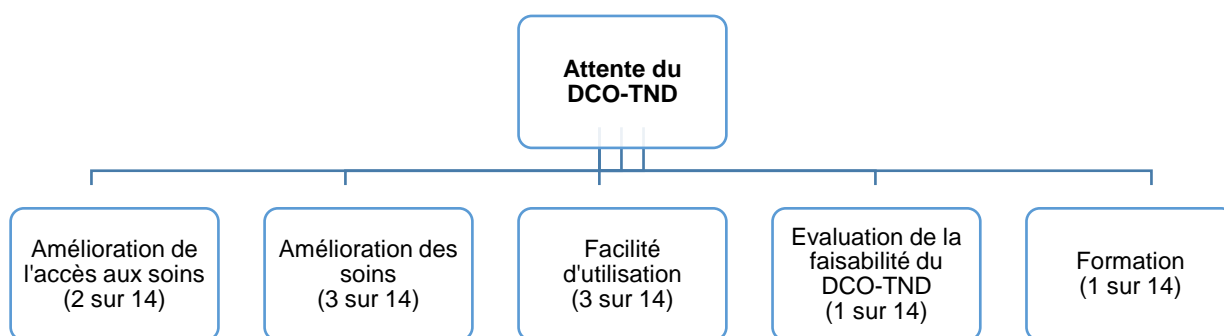 Attente du
DCO-TND
Amélioration de
l'accès aux soins
(2 sur 14)
Amélioration des
soins
(3 sur 14)
Facilité
d'utilisation
(3 sur 14)
Evaluation de la
faisabilité du
DCO-TND
(1 sur 14)
Formation
(1 sur 14)